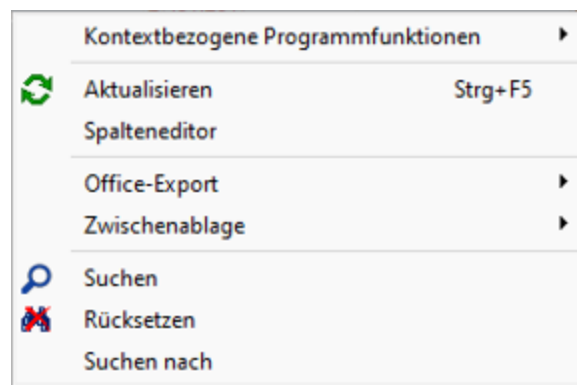 Kontextbezogene Programmfunktionen
Aktualisieren Strg+F5
Spalteneditor
Office-Export
Zwischenablage
Suchen
Rücksetzen
Suchen nach